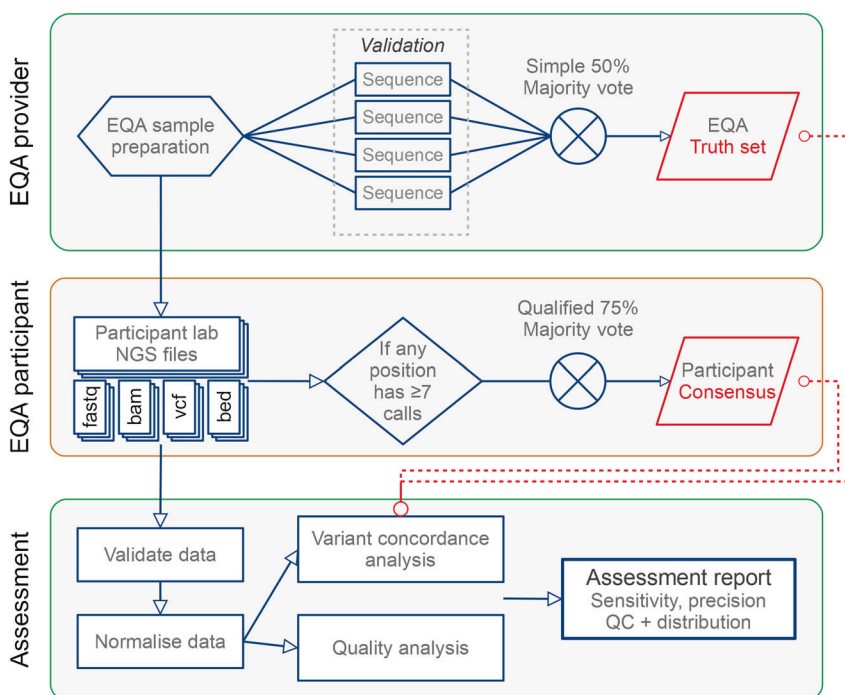 EQA provider
Validation
Sequence
Sequence
Sequence
Sequence
EQA sample
preparation
Simple 50%
Majority vote
EQA
Truth set
EQA participant
Participant lab
NGS files
fastq
bam
vcf
bed
If any
position
has ≥7
calls
Qualified 75%
Majority vote
Participant
Consensus
Assessment
Validate data
Normalise data
Variant concordance
analysis
Quality analysis
Assessment report
Sensitivity, precision
QC + distribution